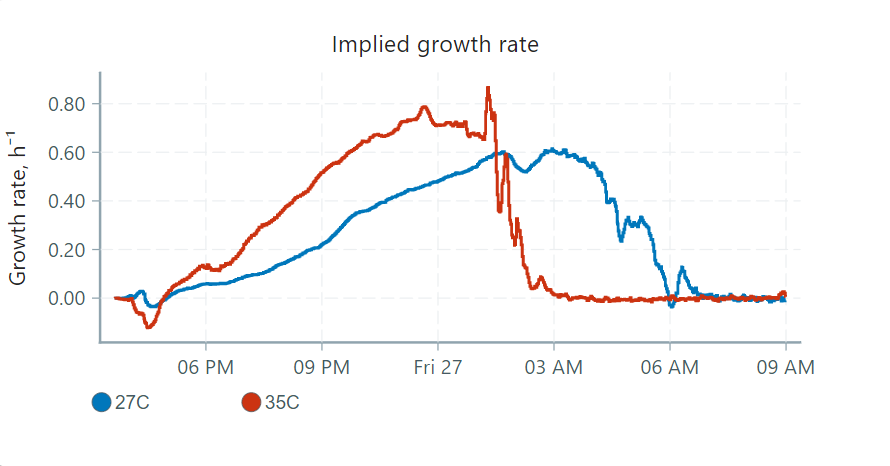 Implied growth rate
Growth rate, h⁻¹
0.80
0.60
0.40
0.20
0.00
06 PM 09 PM Fri 27 03 AM 06 AM 09 AM
27C 35C